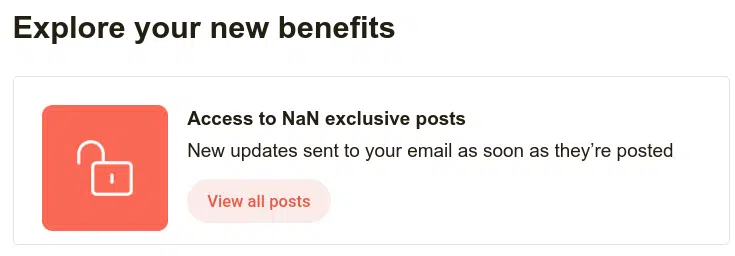 Explore your new benefits
Access to NaN exclusive posts
New updates sent to your email as soon as they’re posted
View all posts